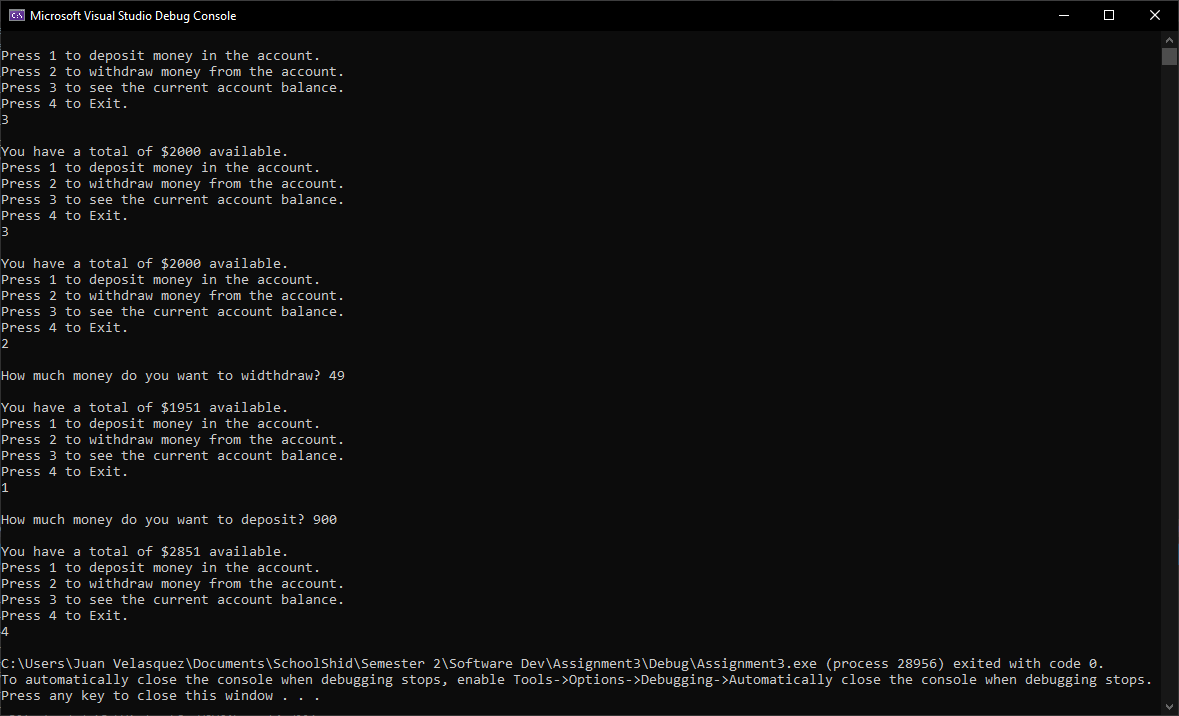 Microsoft Visual Studio Debug Console
Press 1 to deposit money in the account.
Press 2 to withdraw money from the account.
Press 3 to see the current account balance.
Press 4 to Exit.
3
You have a total of $2000 available.
Press 1 to deposit money in the account.
Press 2 to withdraw money from the account.
Press 3 to see the current account balance.
Press 4 to Exit.
3
You have a total of $2000 available.
Press 1 to deposit money in the account.
Press 2 to withdraw money from the account.
Press 3 to see the current account balance.
Press 4 to Exit.
2
How much money do you want to widthdraw? 49
You have a total of $1951 available.
Press 1 to deposit money in the account.
Press 2 to withdraw money from the account.
Press 3 to see the current account balance.
Press 4 to Exit.
1
How much money do you want to deposit? 900
You have a total of $2851 available.
Press 1 to deposit money in the account.
Press 2 to withdraw money from the account.
Press 3 to see the current account balance.
Press 4 to Exit.
4
C:\Users\Juan Velasquez\Documents\SchoolShid\Semester 2\Software Dev\Assignment3\Debug\Assignment3.exe (process 28956) exited with code 0.
To automatically close the console when debugging stops, enable Tools->Options->Debugging->Automatically close the console when debugging stops.
Press any key to close this window . . .